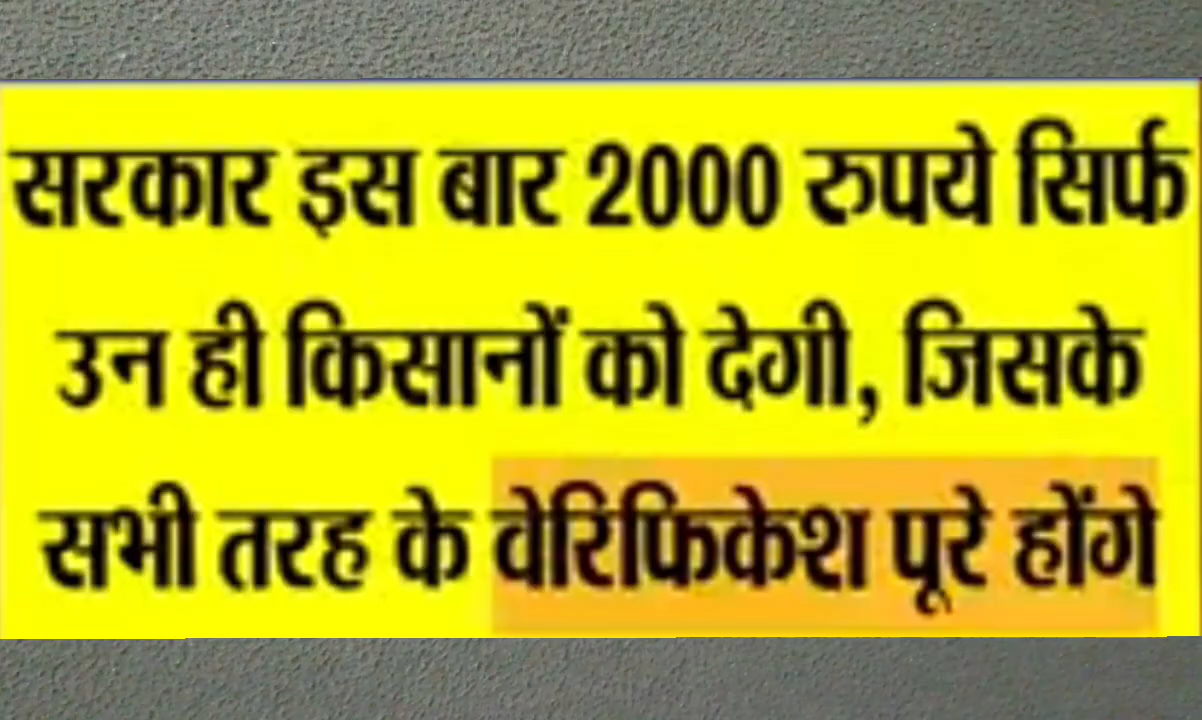 सरकार इस बार 2000 रुपये सिर्फ
उन ही किसानों को देगी, जिसके
सभी तरह के वेरिफिकेश पूरे होंगे